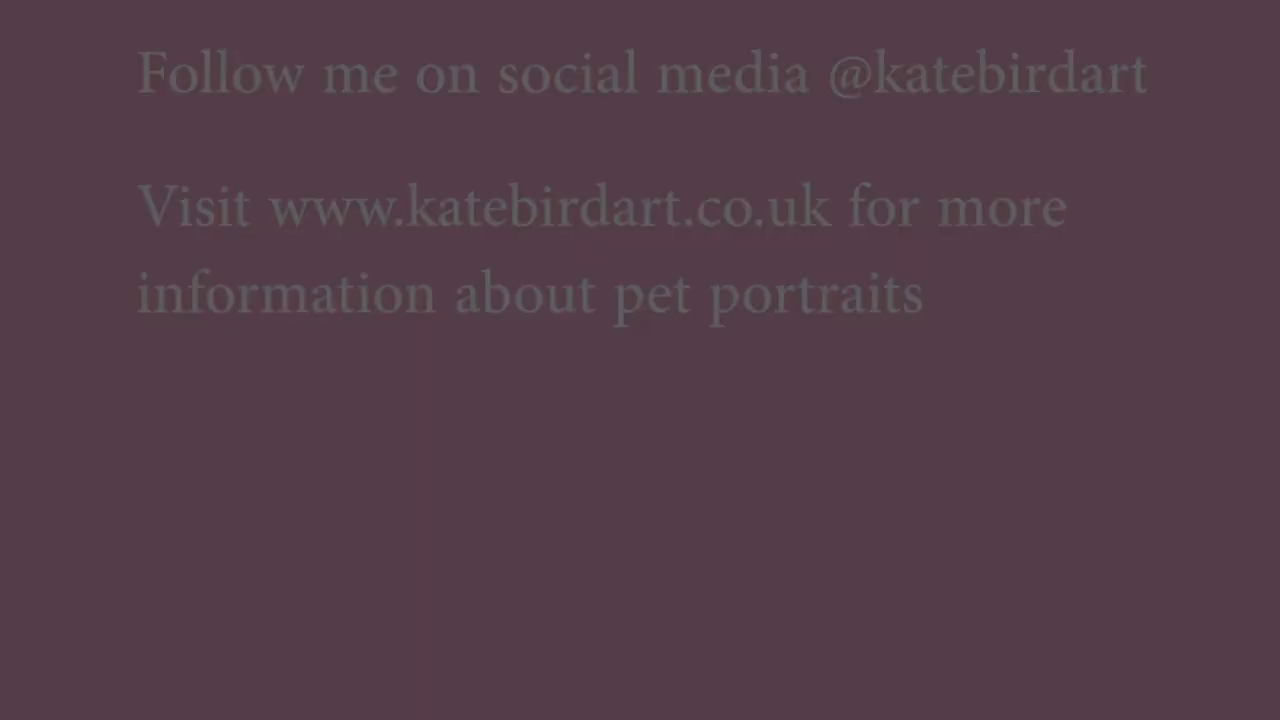 Follow me on social media @katebirdart
Visit www.katebirdart.co.uk for more
information about pet portraits